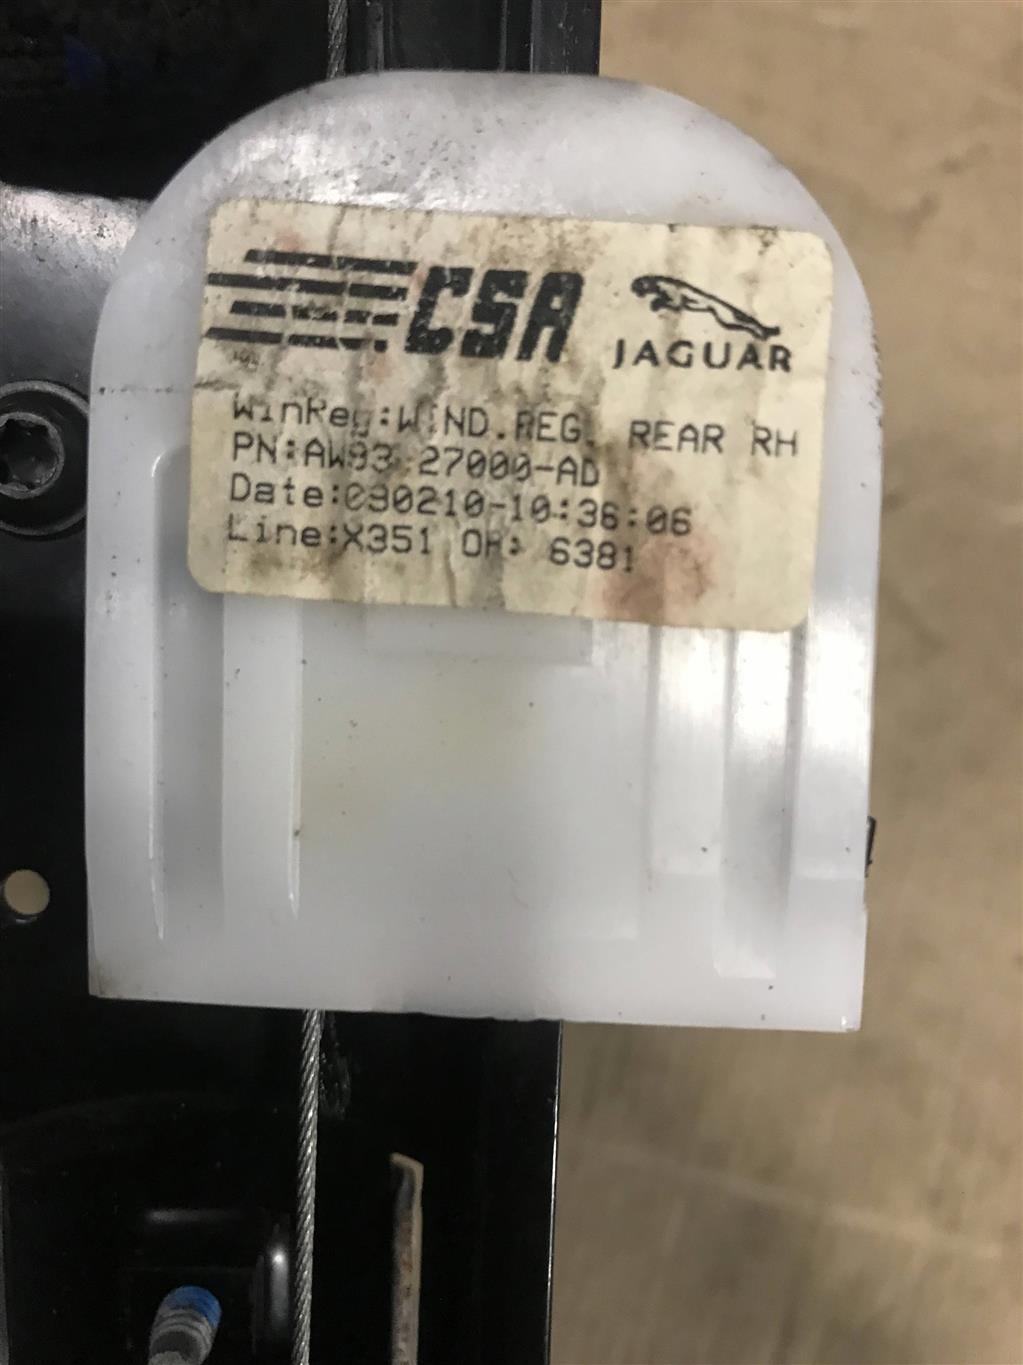 CSA
JAGUAR
WinReg:WIND.REG. REAR RH
PN:AW93 27000-AD
Date:090210-10:36:06
Line:X351 OP: 6381